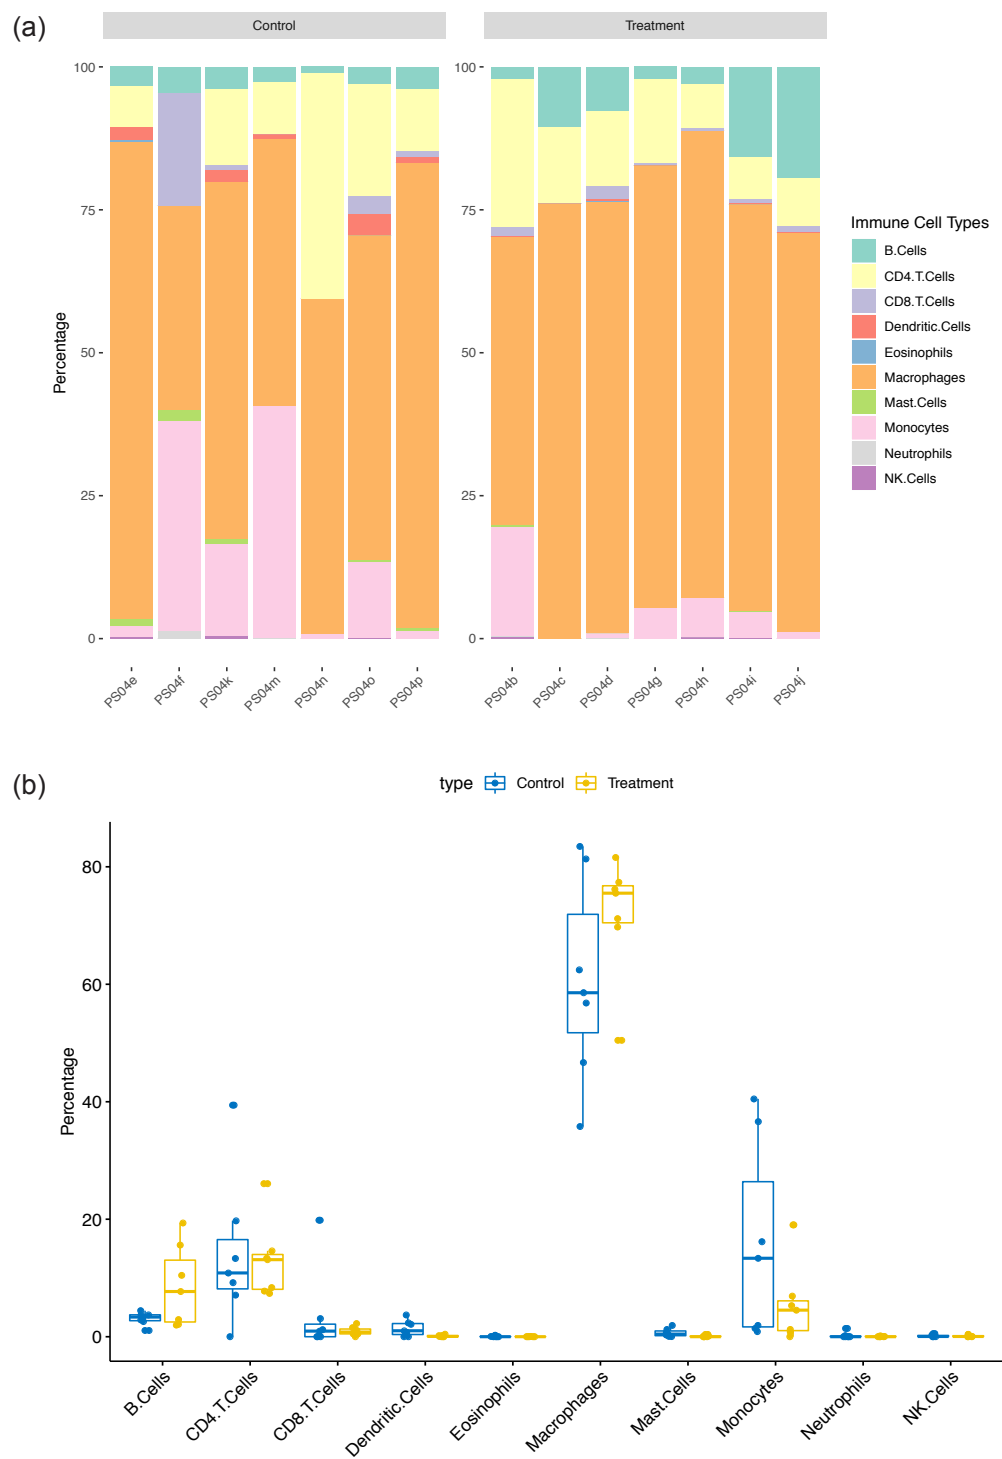 (a)
Control
Treatment
100
75
50
25
0
Percentage
100
75
50
25
0
PS04e
PS04f
PS04k
PS04m
PS04n
PS04o
PS04p
PS04b
PS04c
PS04d
PS04g
PS04h
PS04i
PS04j
Immune Cell Types
B.Cells
CD4.T.Cells
CD8.T.Cells
Dendritic.Cells
Eosinophils
Macrophages
Mast.Cells
Monocytes
Neutrophils
NK.Cells
(b)
type Control Treatment
80
60
40
20
0
Percentage
B.Cells
CD4.T.Cells
CD8.T.Cells
Dendritic.Cells
Eosinophils
Macrophages
Mast.Cells
Monocytes
Neutrophils
NK.Cells